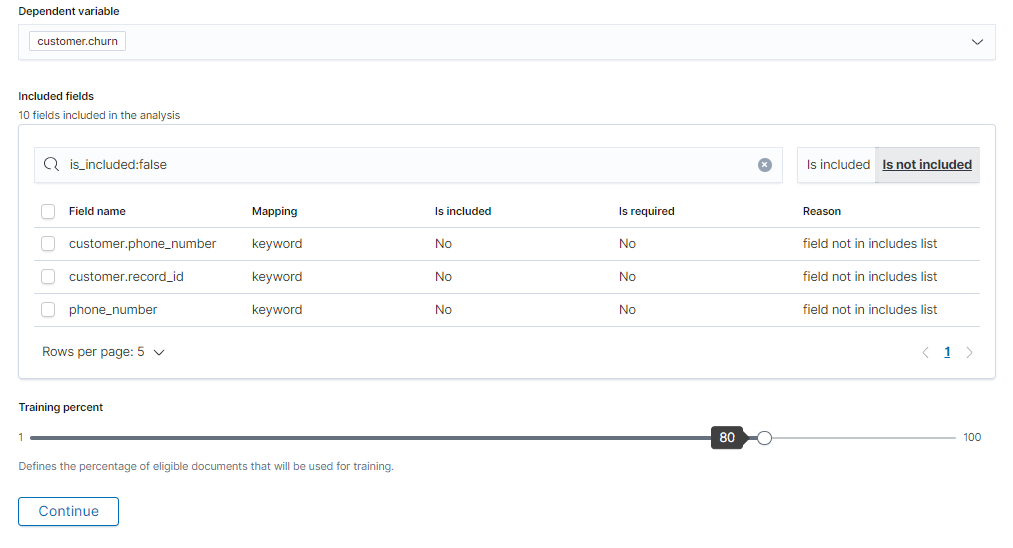 Dependent variable
customer.churn
Included fields
10 fields included in the analysis
is_included:false
Is included Is not included
Field name Mapping Is included Is required Reason
customer.phone_number keyword No No field not in includes list
customer.record_id keyword No No field not in includes list
phone_number keyword No No field not in includes list
Rows per page: 5 1
Training percent
1 80 100
Defines the percentage of eligible documents that will be used for training.
Continue